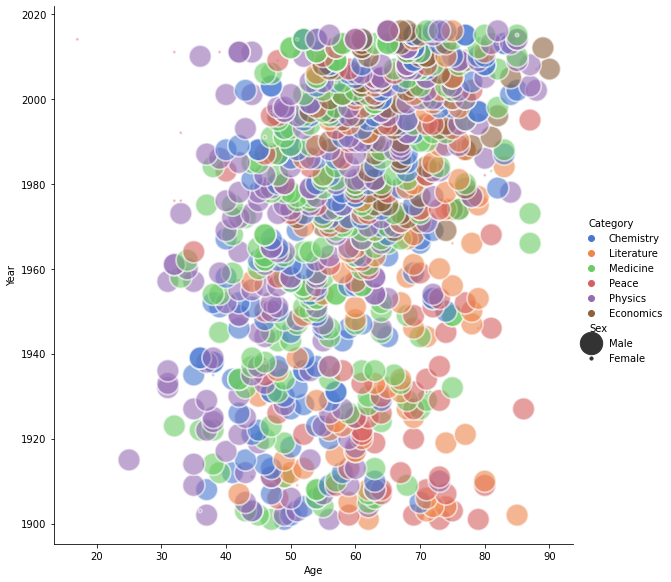 2020
2000
1980
1960
1940
1920
1900
Year
20
30
40
50
60
70
80
90
Age
Category
Chemistry
Literature
Medicine
Peace
Physics
Economics
Sex
Male
Female